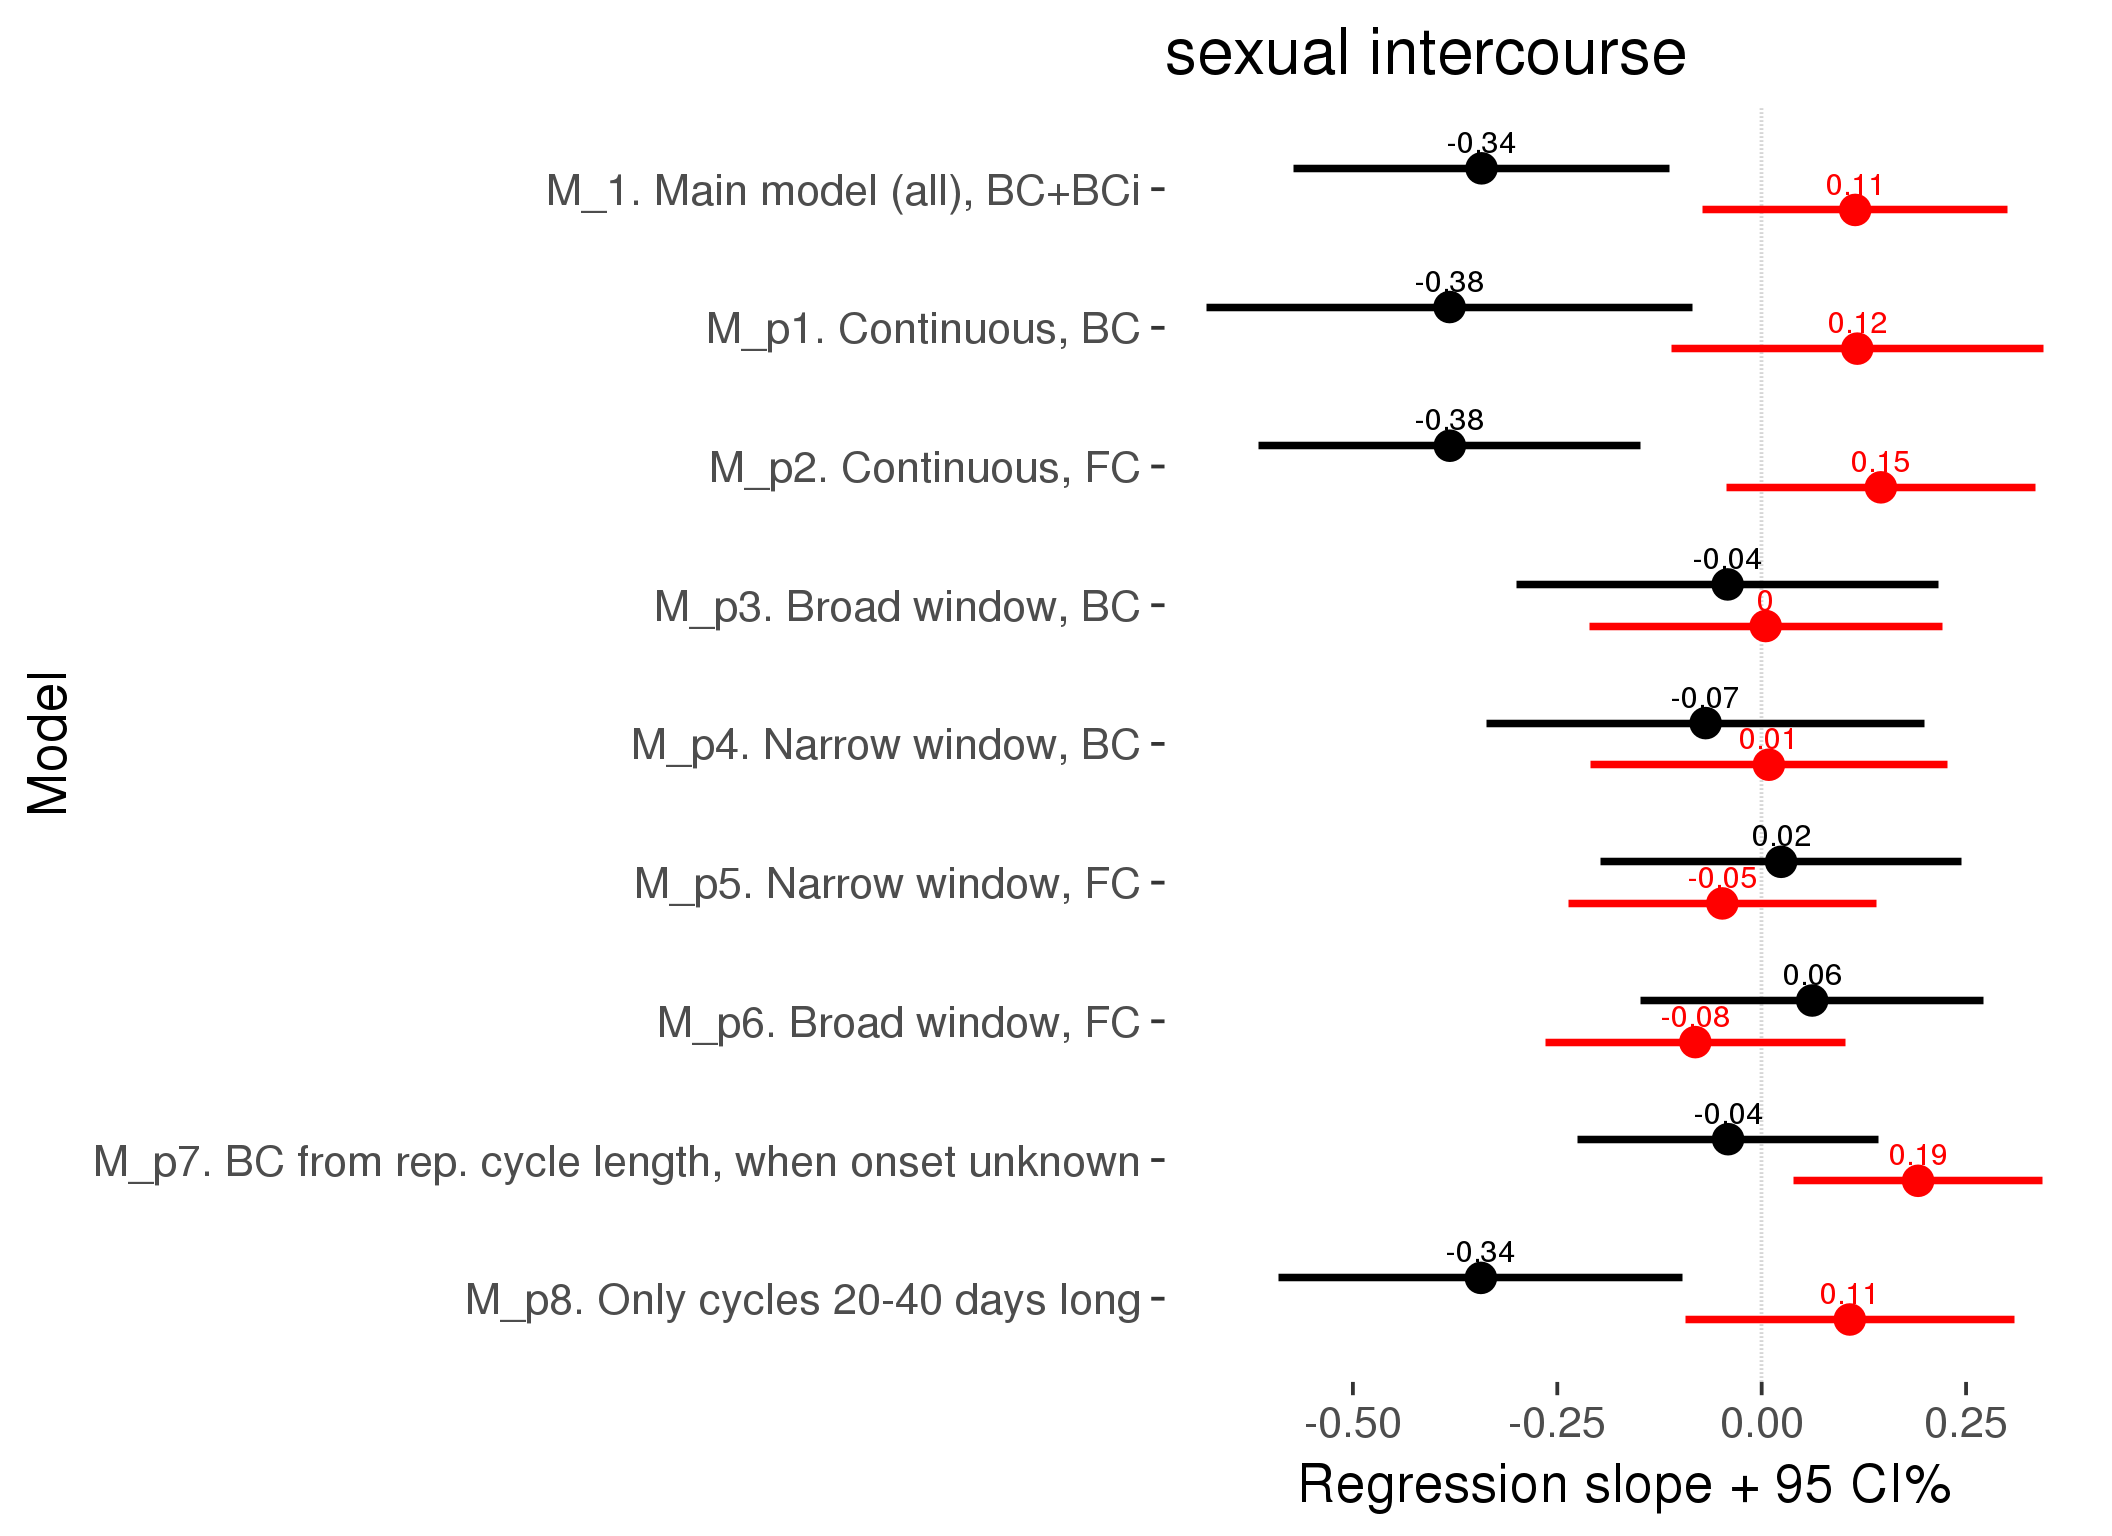 sexual intercourse
-0.34
M_1. Main model (all), BC+BCi
0.11
-0.38
M_p1. Continuous, BC
0.12
-0.38
M_p2. Continuous, FC
0.15
-0.04
M_p3. Broad window, BC
0
-0.07
M_p4. Narrow window, BC
0.01
Model
0.02
M_p5. Narrow window, FC
-0.05
0.06
M_p6. Broad window, FC
-0.08
-0.04
M_p7. BC from rep. cycle length, when onset unknown
0.19
-0.34
M_p8. Only cycles 20-40 days long
0.11
-0.50 -0.25 0.00 0.25
Regression slope + 95 CI%